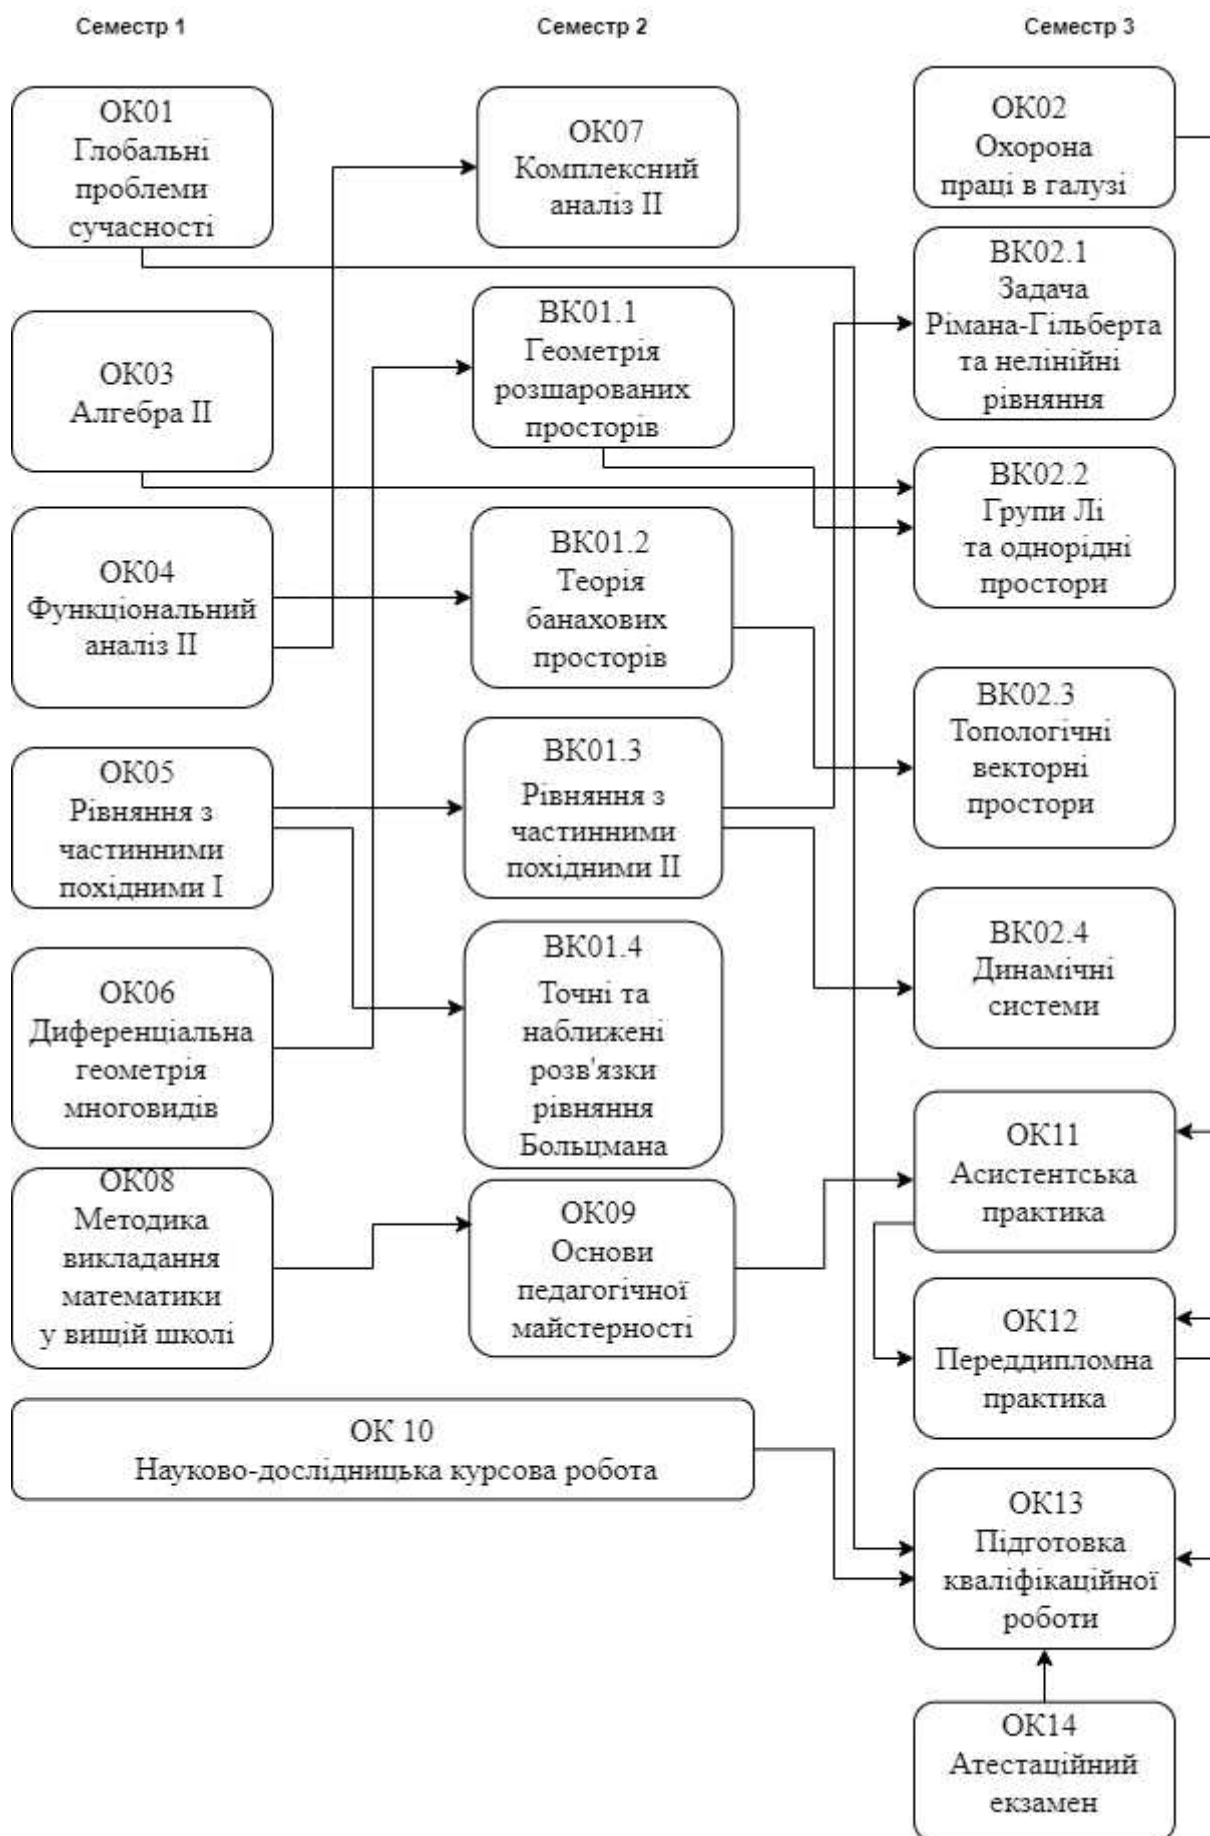 Семестр 1
Семестр 2
Семестр 3
ОК01
Глобальні
проблеми
сучасності
ОК03
Алгебра ІІ
ОК04
Функціональний
аналіз ІІ
ОК05
Рівняння з
частинними
похідними І
ОК06
Диференціальна
геометрія
многовидів
ОК08
Методика
викладання
математики
у вищій школі
ОК 10
Науково-дослідницька курсова робота
ОК07
Комплексний
аналіз ІІ
ВК01.1
Геометрія
розшарованих
просторів
ВК01.2
Теорія
банахових
просторів
ВК01.3
Рівняння з
частинними
похідними ІІ
ВК01.4
Точні та
наближені
розв'язки
рівняння
Больцмана
ОК09
Основи
педагогічної
майстерності
ОК02
Охорона
праці в галузі
ВК02.1
Задача
Рімана-Гільберта
та нелінійні
рівняння
ВК02.2
Групи Лі
та однорідні
простори
ВК02.3
Топологічні
векторні
простори
ВК02.4
Динамічні
системи
ОК11
Асистентська
практика
ОК12
Переддипломна
практика
ОК13
Підготовка
кваліфікаційної
роботи
ОК14
Атестаційний
екзамен